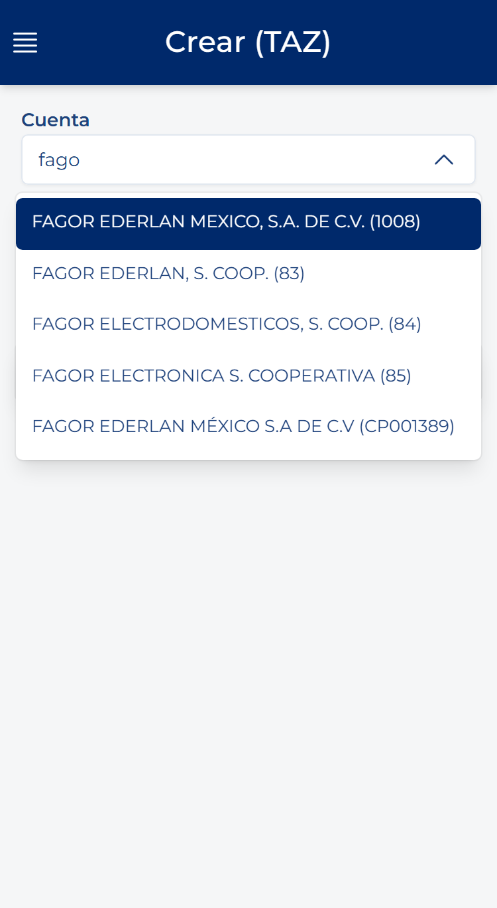 Crear (TAZ)
Cuenta
fago
FAGOR EDERLAN MEXICO, S.A. DE C.V. (1008)
FAGOR EDERLAN, S. COOP. (83)
FAGOR ELECTRODOMESTICOS, S. COOP. (84)
FAGOR ELECTRONICA S. COOPERATIVA (85)
FAGOR EDERLAN MÉXICO S.A DE C.V (CP001389)